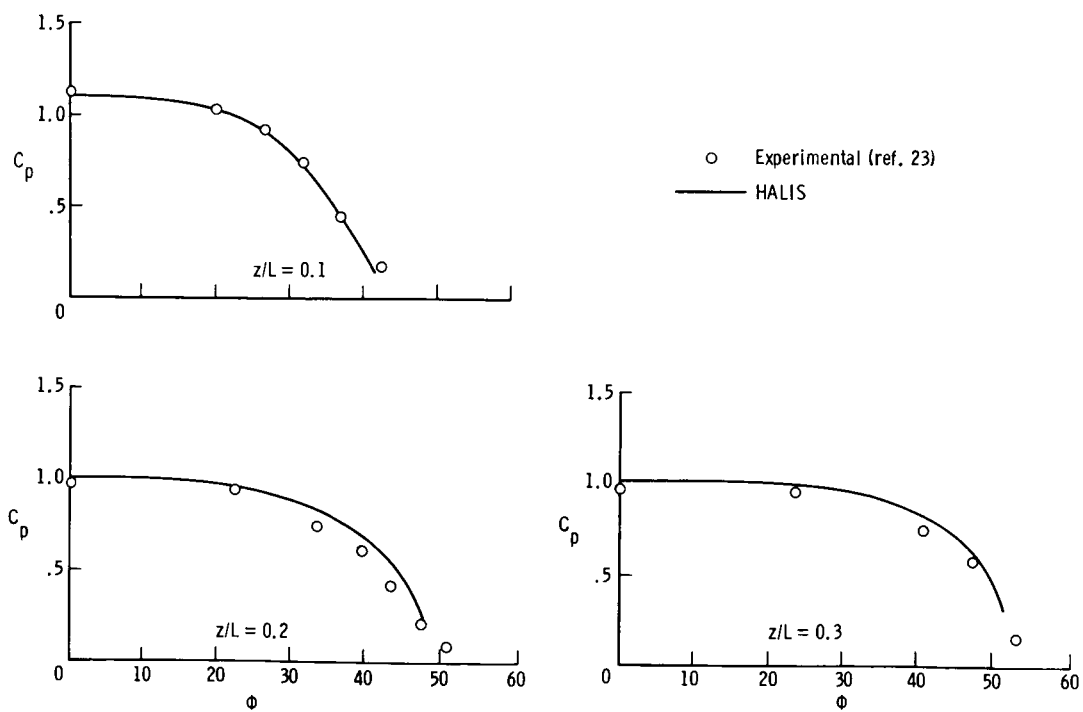 1.5
1.0
C_p
.5
z/L = 0.1
0
Experimental (ref. 23)
HALIS
1.5
1.0
C_p
.5
z/L = 0.2
0 10 20 30 40 50 60
Φ
1.5
1.0
C_p
.5
z/L = 0.3
0 10 20 30 40 50 60
Φ